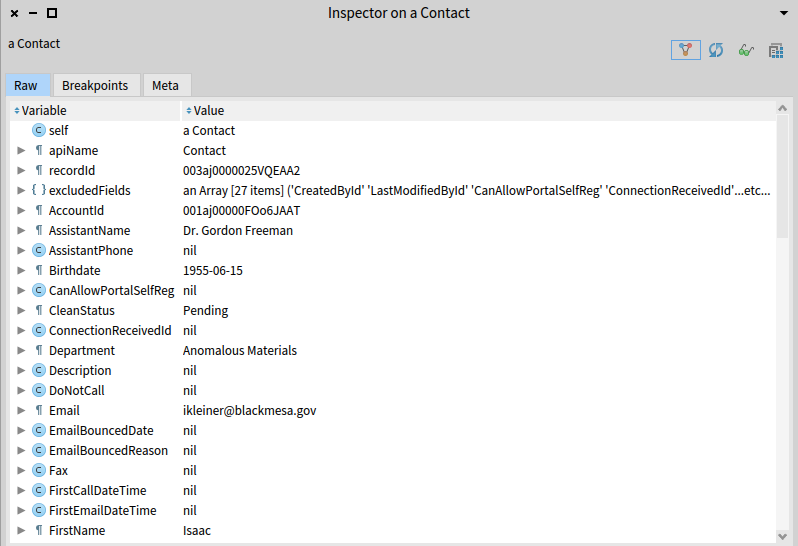 Inspector on a Contact
a Contact
Raw Breakpoints Meta
Variable Value
self a Contact
apiName Contact
recordId 003aj0000025VQEAA2
excludedFields an Array [27 items] ('CreatedById' 'LastModifiedById' 'CanAllowPortalSelfReg' 'ConnectionReceivedId'...etc...
AccountId 001aj00000FOo6JAAT
AssistantName Dr. Gordon Freeman
AssistantPhone nil
Birthdate 1955-06-15
CanAllowPortalSelfReg nil
CleanStatus Pending
ConnectionReceivedId nil
Department Anomalous Materials
Description nil
DoNotCall nil
Email ikleiner@blackmesa.gov
EmailBouncedDate nil
EmailBouncedReason nil
Fax nil
FirstCallDateTime nil
FirstEmailDateTime nil
FirstName Isaac